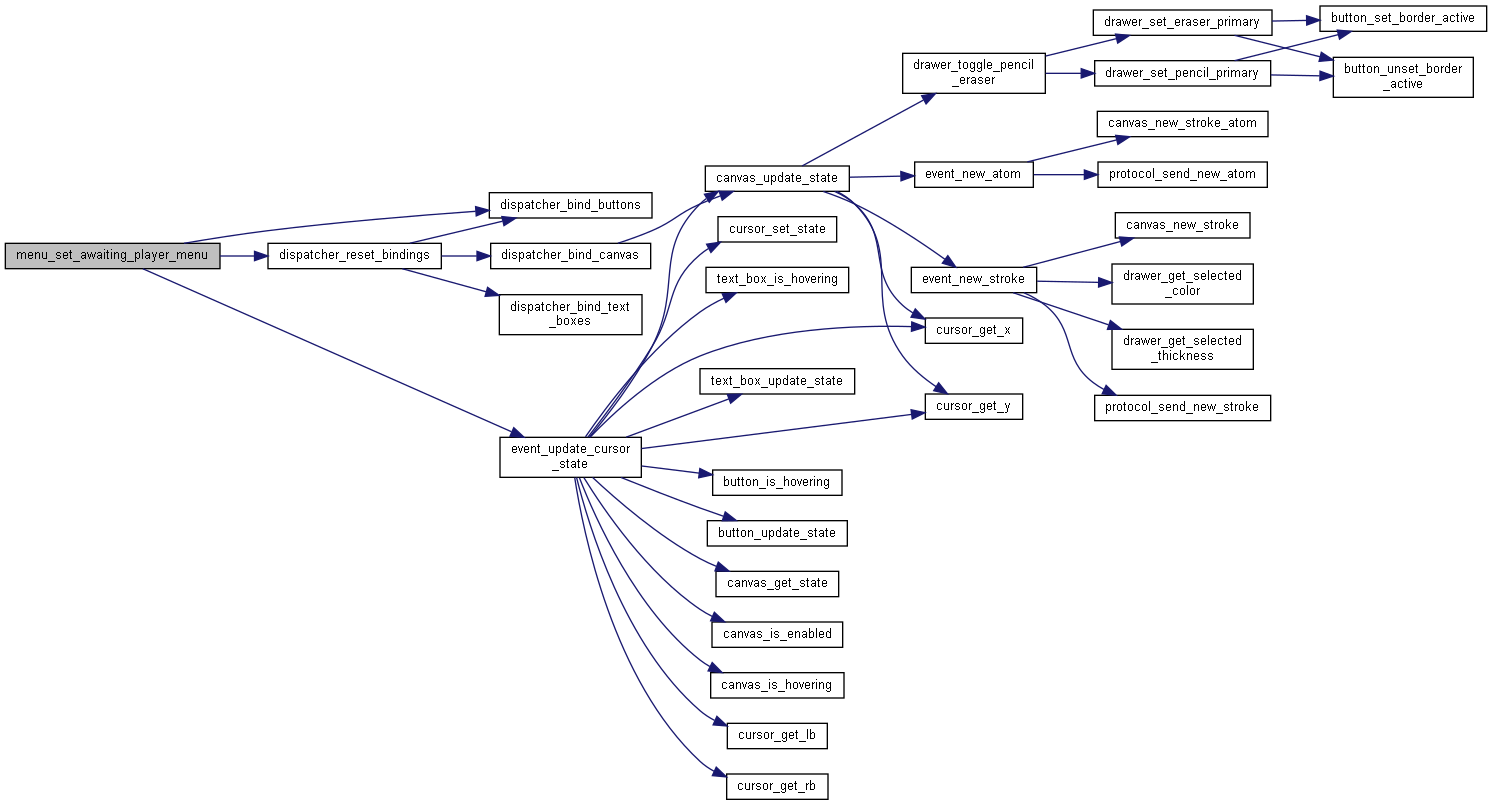 menu_set_awaiting_player_menu
dispatcher_bind_buttons
dispatcher_reset_bindings
dispatcher_bind_canvas
dispatcher_bind_text
_boxes
event_update_cursor
_state
canvas_update_state
cursor_set_state
text_box_is_hovering
text_box_update_state
button_is_hovering
button_update_state
canvas_get_state
canvas_is_enabled
canvas_is_hovering
cursor_get_lb
cursor_get_rb
drawer_toggle_pencil
_eraser
event_new_atom
event_new_stroke
cursor_get_x
cursor_get_y
drawer_set_eraser_primary
drawer_set_pencil_primary
canvas_new_stroke_atom
protocol_send_new_atom
canvas_new_stroke
drawer_get_selected
_color
drawer_get_selected
_thickness
protocol_send_new_stroke
button_set_border_active
button_unset_border
_active